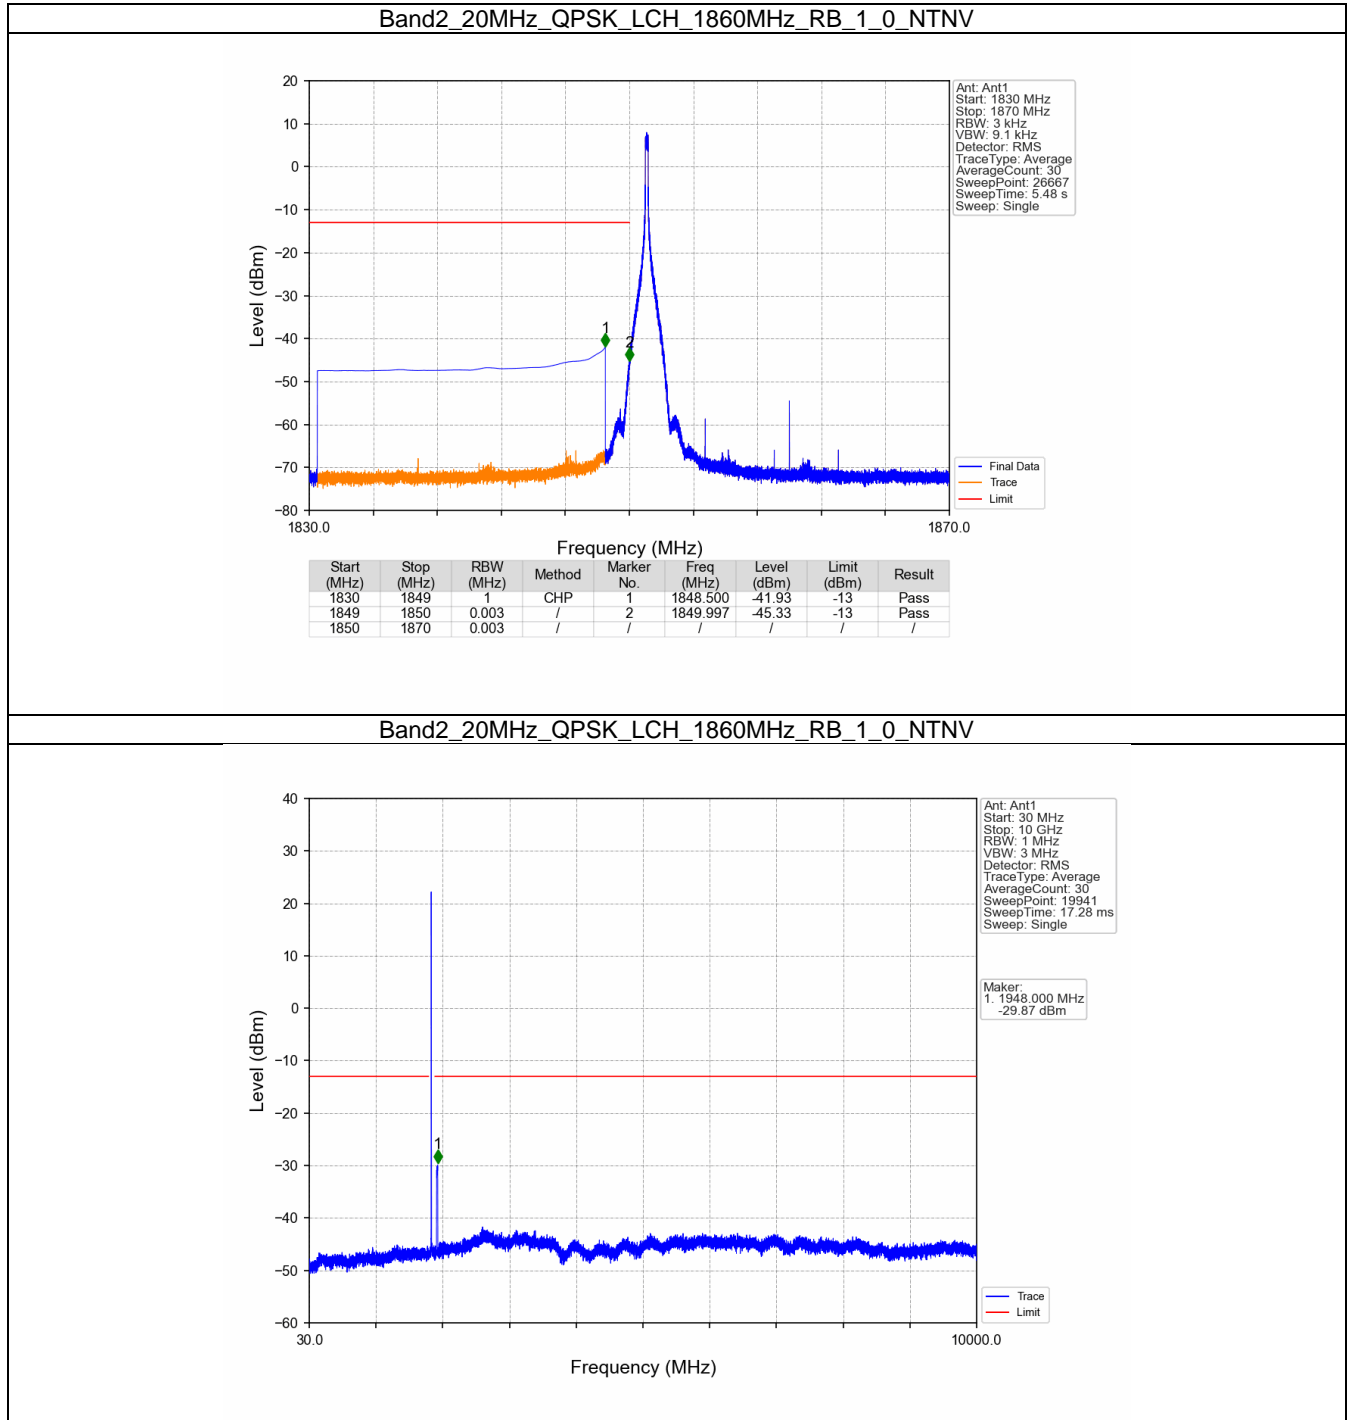 Band2_20MHz_QPSK_LCH_1860MHz_RB_1_0_NTNV
20
10
0
−10
−20
−30
−40
−50
−60
−70
−80
Level (dBm)
1
2
1830.0
1870.0
Frequency (MHz)
Ant: Ant1
Start: 1830 MHz
Stop: 1870 MHz
RBW: 3 kHz
VBW: 9.1 kHz
Detector: RMS
TraceType: Average
AverageCount: 30
SweepPoint: 26667
SweepTime: 5.48 s
Sweep: Single
Final Data
Trace
Limit
Start (MHz) Stop (MHz) RBW (MHz) Method Marker No. Freq (MHz) Level (dBm) Limit (dBm) Result
1830 1849 1 CHP 1 1848.500 -41.93 -13 Pass
1849 1850 0.003 / 2 1849.997 -45.33 -13 Pass
1850 1870 0.003 / / / / / /
Band2_20MHz_QPSK_LCH_1860MHz_RB_1_0_NTNV
40
30
20
10
0
−10
−20
−30
−40
−50
−60
Level (dBm)
1
30.0
10000.0
Frequency (MHz)
Ant: Ant1
Start: 30 MHz
Stop: 10 GHz
RBW: 1 MHz
VBW: 3 MHz
Detector: RMS
TraceType: Average
AverageCount: 30
SweepPoint: 19941
SweepTime: 17.28 ms
Sweep: Single
Maker:
1. 1948.000 MHz
-29.87 dBm
Trace
Limit